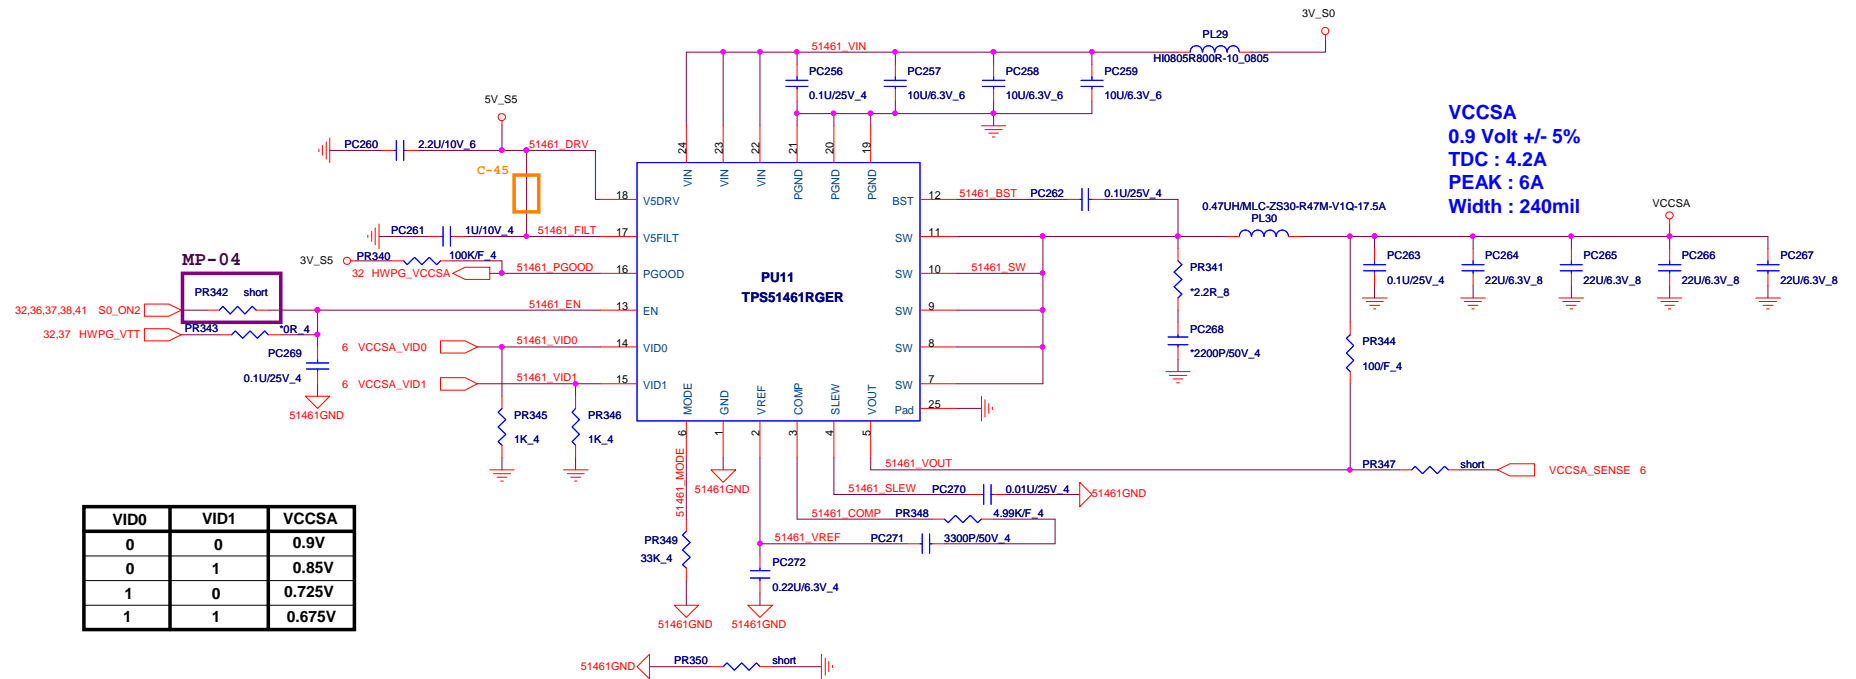 3V_S0
PL29
HI0805R800R-10_0805
51461_VIN
PC256
0.1U/25V_4
PC257
10U/6.3V_6
PC258
10U/6.3V_6
PC259
10U/6.3V_6
VCCSA
0.9 Volt +/- 5%
TDC : 4.2A
PEAK : 6A
Width : 240mil
5V_S5
PC260
2.2U/10V_6
51461_DRV
C-45
PC261
1U/10V_4
51461_FILT
3V_S5
PR340
100K/F_4
32 HWPG_VCCSA
51461_PGOOD
MP-04
PR342 short
32,36,37,38,41 S0_ON2
51461_EN
32,37 HWPG_VTT
PR343
*0R_4
PC269
0.1U/25V_4
51461GND
6 VCCSA_VID0
51461_VID0
6 VCCSA_VID1
51461_VID1
PR345
1K_4
PR346
1K_4
24
23
22
21
20
19
VIN
VIN
VIN
PGND
PGND
PGND
18 V5DRV
17 V5FILT
16 PGOOD
13 EN
14 VID0
15 VID1
PU11
TPS51461RGER
BST 12
SW 11
SW 10
SW 9
SW 8
SW 7
Pad 25
MODE
GND
VREF
COMP
SLEW
VOUT
6
1
2
3
4
5
51461_BST
PC262
0.1U/25V_4
51461_SW
0.47UH/MLC-ZS30-R47M-V1Q-17.5A
PL30
PR341
*2.2R_8
PC268
*2200P/50V_4
VCCSA
PC263
0.1U/25V_4
PC264
22U/6.3V_8
PC265
22U/6.3V_8
PC266
22U/6.3V_8
PC267
22U/6.3V_8
PR344
100/F_4
51461_VOUT
PR347
short
VCCSA_SENSE 6
51461_MODE
51461GND
51461_SLEW
PC270
0.01U/25V_4
51461GND
51461_COMP
PR348
4.99K/F_4
51461_VREF
PC271
3300P/50V_4
PR349
33K_4
PC272
0.22U/6.3V_4
51461GND
51461GND
51461GND
PR350
short
VID0 VID1 VCCSA
0 0 0.9V
0 1 0.85V
1 0 0.725V
1 1 0.675V